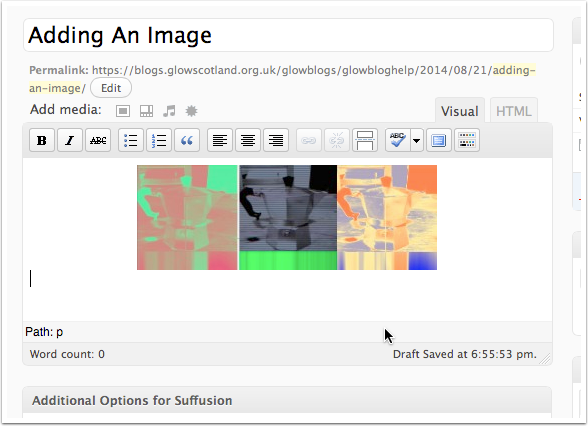 Adding An Image
Permalink: https://blogs.glowscotland.org.uk/glowblogs/glowbloghelp/2014/08/21/adding-
an-image/ Edit
Add media:
Visual HTML
B I ABC ABC
Path: p
Word count: 0 Draft Saved at 6:55:53 pm.
Additional Options for Suffusion